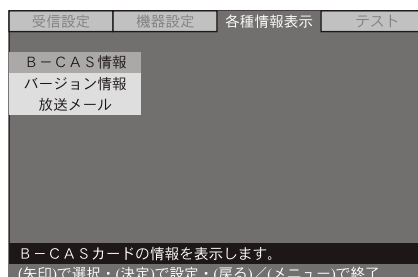 受信設定 機器設定 各種情報表示 テスト
Ｂ－ＣＡＳ情報
バージョン情報
放送メール
Ｂ－ＣＡＳカードの情報を表示します。
(矢印)で選択・(決定)で設定・(戻る)／(メニュー)で終了